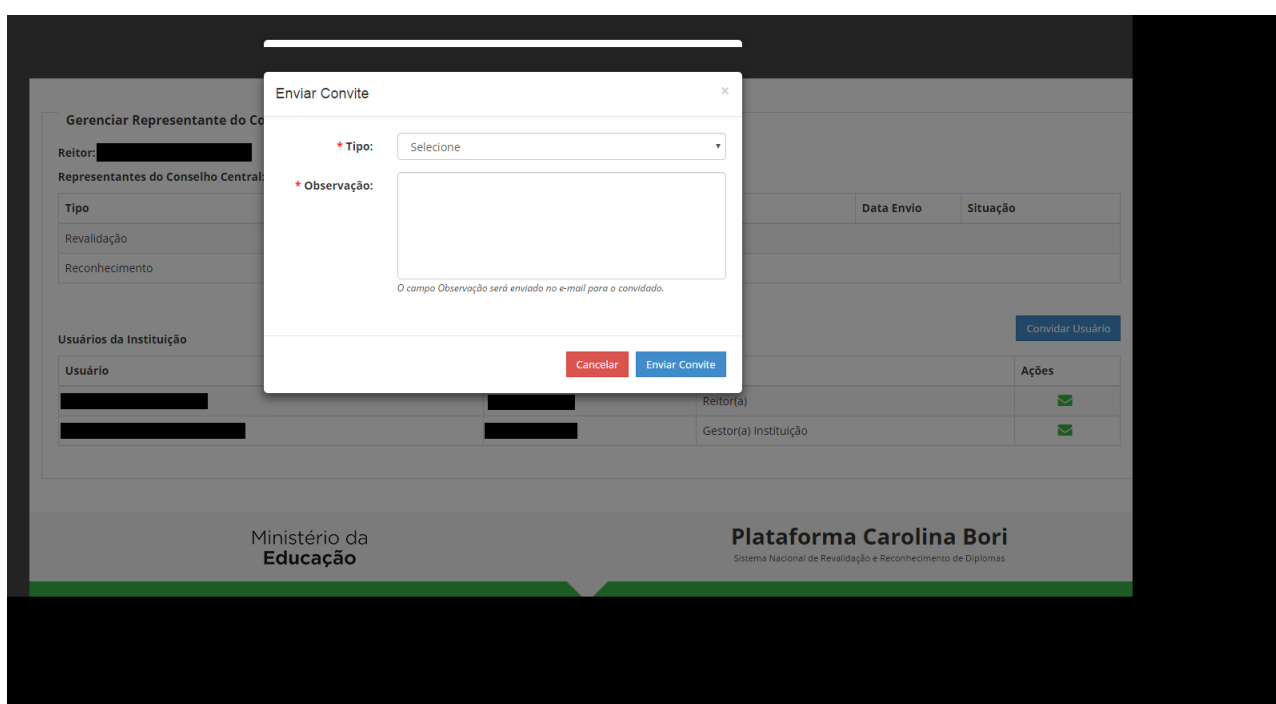 Enviar Convite ×
Gerenciar Representante do Co
* Tipo: Selecione
Reitor:
Representantes do Conselho Central:
* Observação:
Tipo Data Envio Situação
Revalidação
Reconhecimento
O campo Observação será enviado no e-mail para o convidado.
Convidar Usuário
Usuários da Instituição
Cancelar Enviar Convite
Usuário Ações
Reitor(a)
Gestor(a) Instituição
Ministério da
Educação
Plataforma Carolina Bori
Sistema Nacional de Revalidação e Reconhecimento de Diplomas